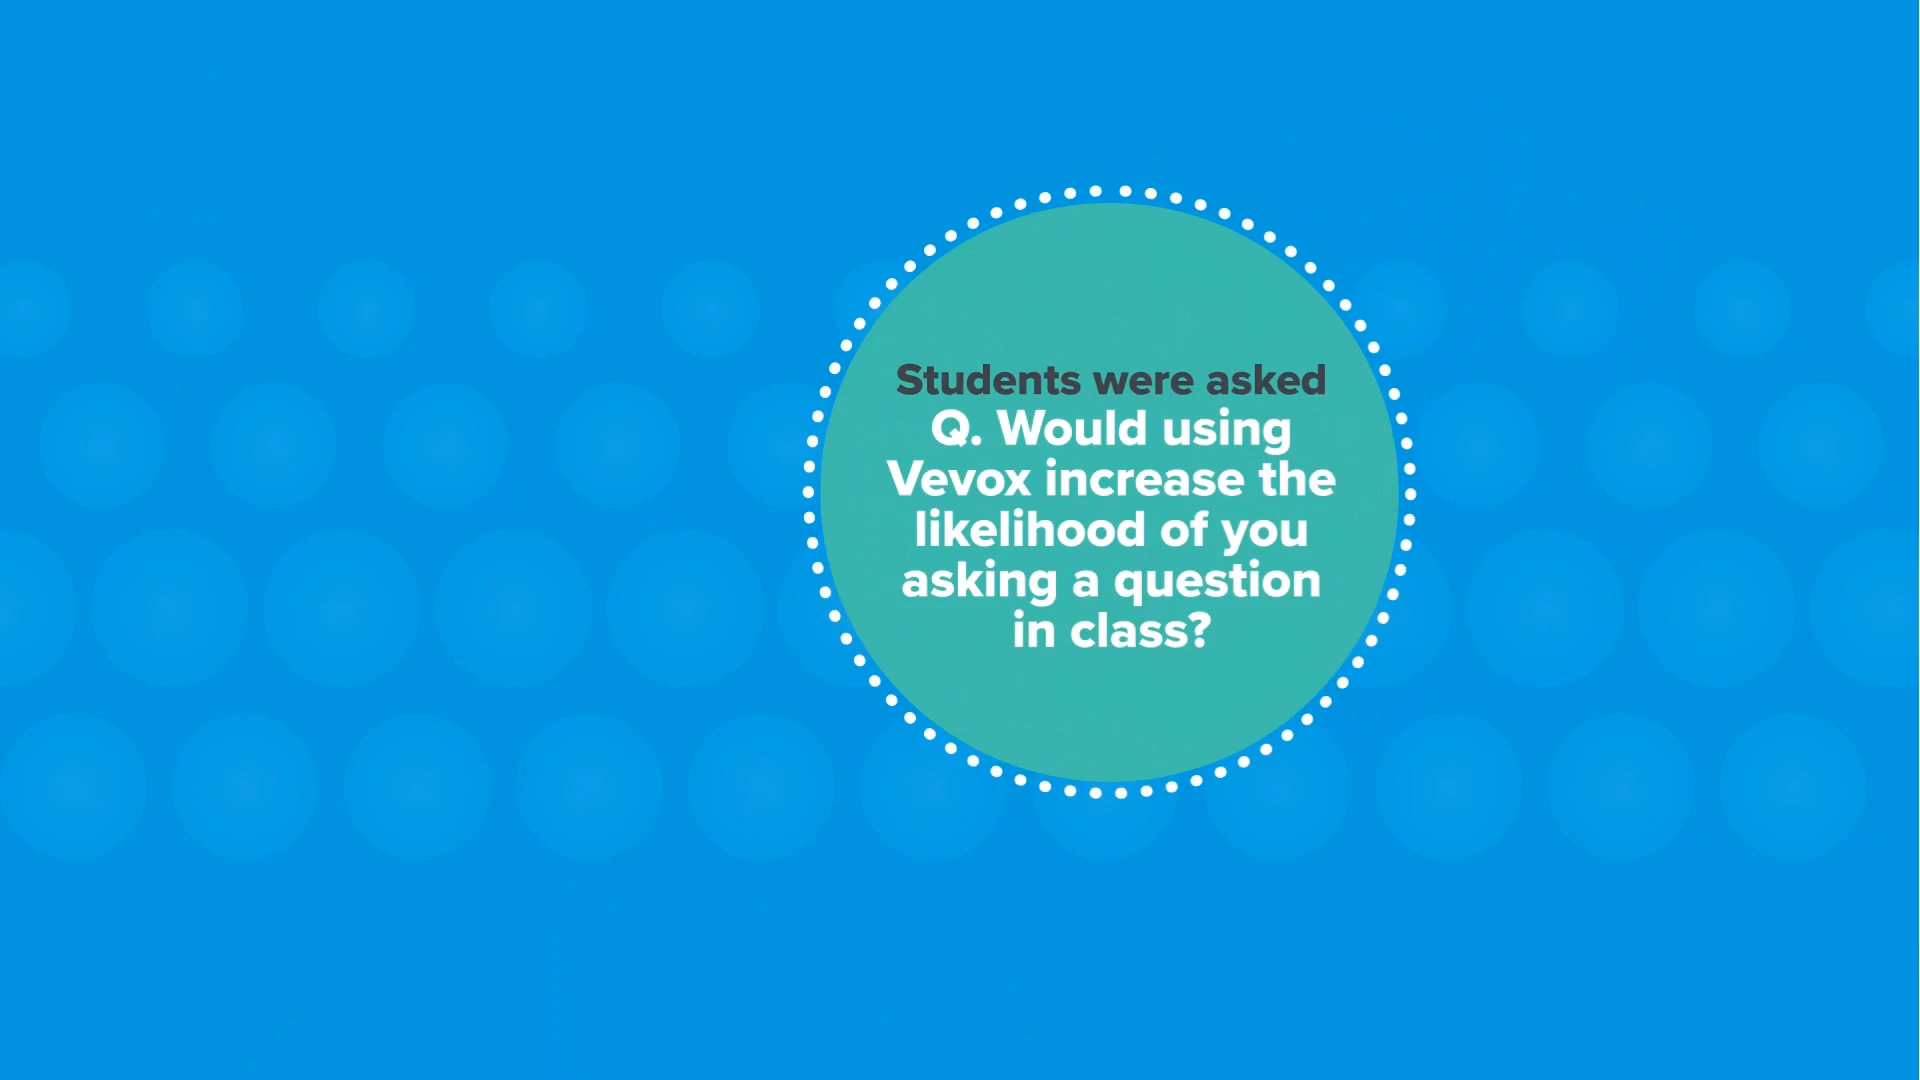 Students were asked
Q. Would using
Vevox increase the
likelihood of you
asking a question
in class?